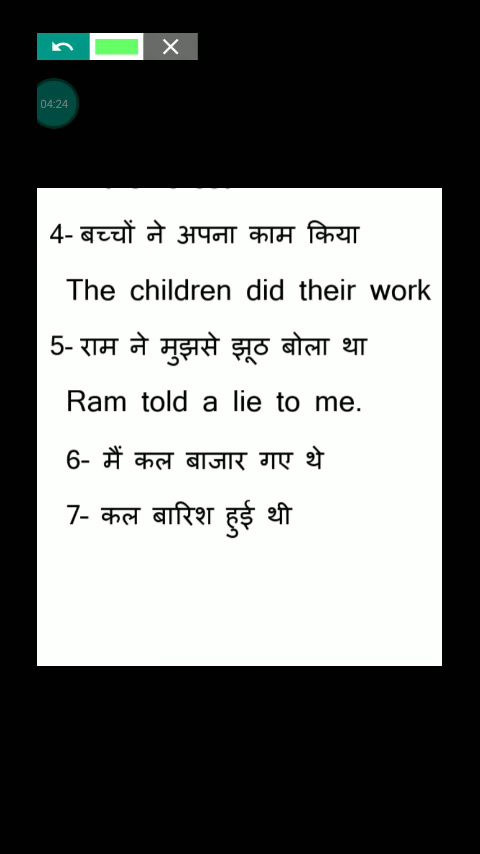 04:24
4- बच्चों ने अपना काम किया
The children did their work
5- राम ने मुझसे झूठ बोला था
Ram told a lie to me.
6- मैं कल बाजार गए थे
7- कल बारिश हुई थी